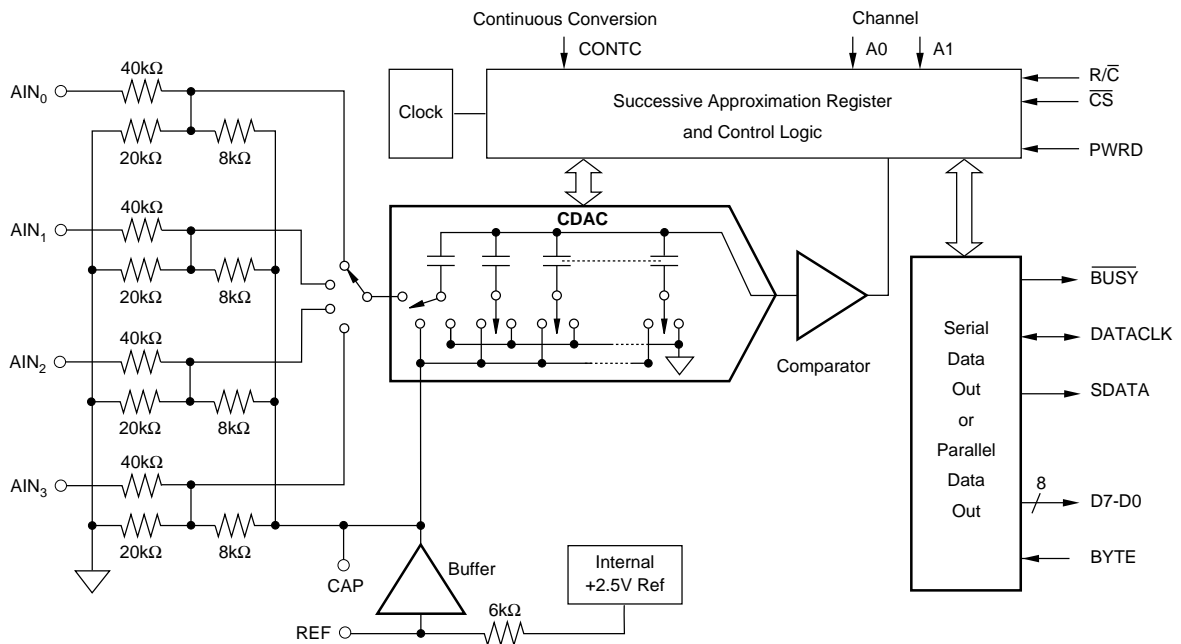 Continuous Conversion
Channel
CONTC
A0
A1
40kΩ
AIN0
R/C̅
C̅S̅
PWRD
Clock
Successive Approximation Register
and Control Logic
20kΩ
8kΩ
CDAC
40kΩ
AIN1
20kΩ
8kΩ
B̅U̅S̅Y̅
Serial
Data
Out
or
Parallel
Data
Out
DATACLK
40kΩ
AIN2
Comparator
SDATA
20kΩ
8kΩ
40kΩ
AIN3
8
D7-D0
20kΩ
8kΩ
BYTE
CAP
Buffer
Internal
+2.5V Ref
6kΩ
REF